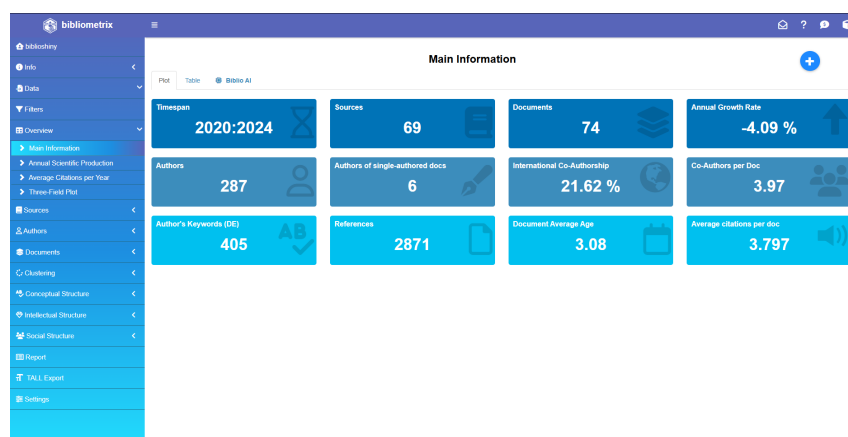 bibliometrix
?
biblioshiny
Info
Data
Filters
Overview
Main Information
Annual Scientific Production
Average Citations per Year
Three-Field Plot
Sources
Authors
Documents
Clustering
Conceptual Structure
Intellectual Structure
Social Structure
Report
TALL Export
Settings
Main Information
Plot Table Biblio AI
Timespan
2020:2024
Sources
69
Documents
74
Annual Growth Rate
-4.09 %
Authors
287
Authors of single-authored docs
6
International Co-Authorship
21.62 %
Co-Authors per Doc
3.97
Author's Keywords (DE)
405
AB
References
2871
Document Average Age
3.08
Average citations per doc
3.797